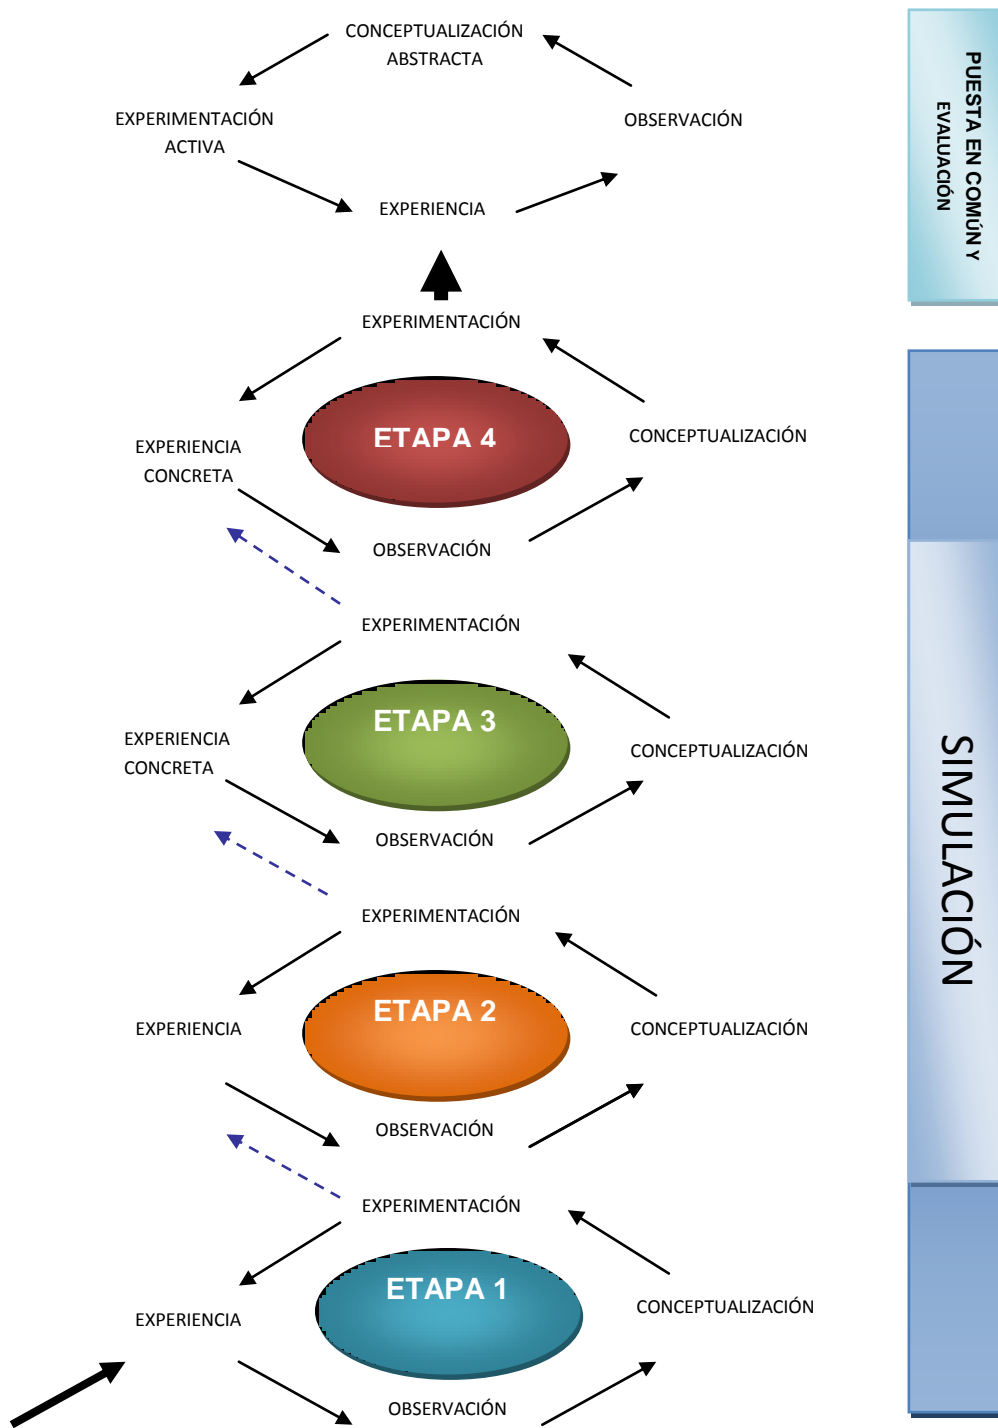 CONCEPTUALIZACIÓN
ABSTRACTA
EXPERIMENTACIÓN
ACTIVA
OBSERVACIÓN
EXPERIENCIA
PUESTA EN COMÚN Y
EVALUACIÓN
EXPERIMENTACIÓN
ETAPA 4
EXPERIENCIA
CONCRETA
CONCEPTUALIZACIÓN
OBSERVACIÓN
EXPERIMENTACIÓN
ETAPA 3
EXPERIENCIA
CONCRETA
CONCEPTUALIZACIÓN
OBSERVACIÓN
SIMULACIÓN
EXPERIMENTACIÓN
ETAPA 2
EXPERIENCIA
CONCEPTUALIZACIÓN
OBSERVACIÓN
EXPERIMENTACIÓN
ETAPA 1
EXPERIENCIA
CONCEPTUALIZACIÓN
OBSERVACIÓN